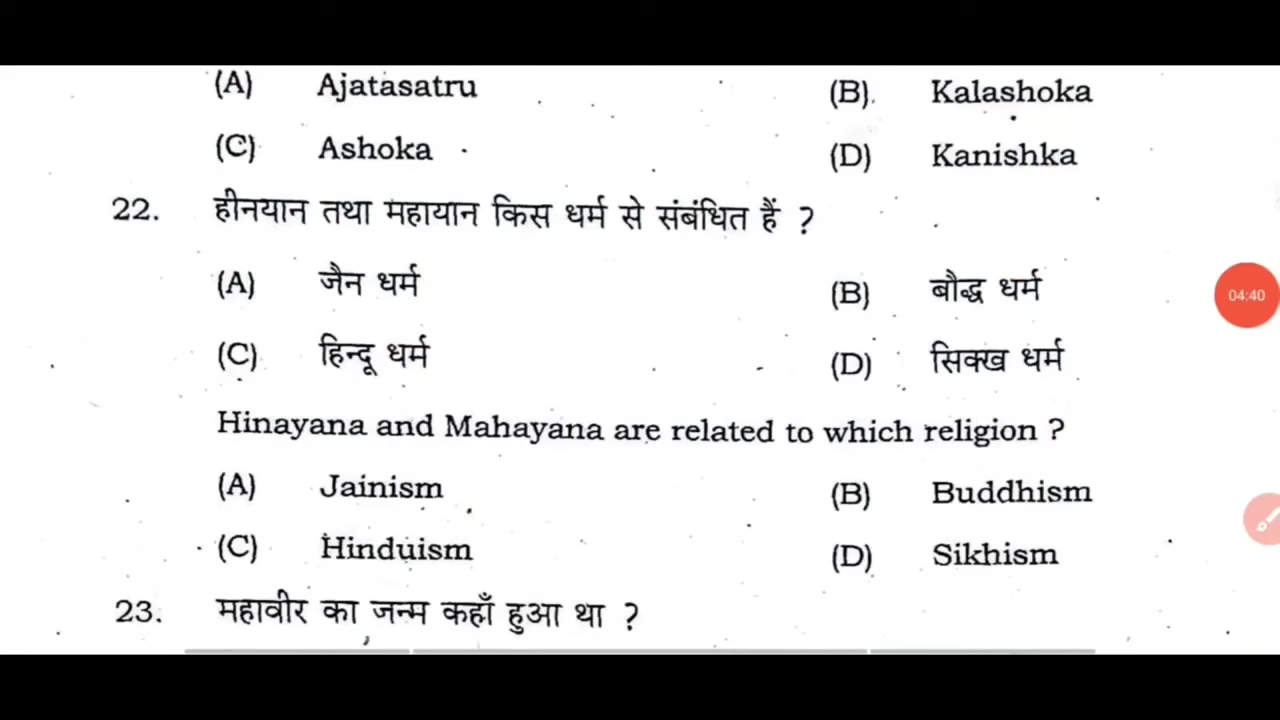 (A) Ajatasatru (B) Kalashoka
(C) Ashoka (D) Kanishka
22. हीनयान तथा महायान किस धर्म से संबंधित हैं ?
(A) जैन धर्म (B) बौद्ध धर्म
(C) हिन्दू धर्म (D) सिक्ख धर्म
04:40
Hinayana and Mahayana are related to which religion ?
(A) Jainism (B) Buddhism
(C) Hinduism (D) Sikhism
23. महावीर का जन्म कहाँ हुआ था ?